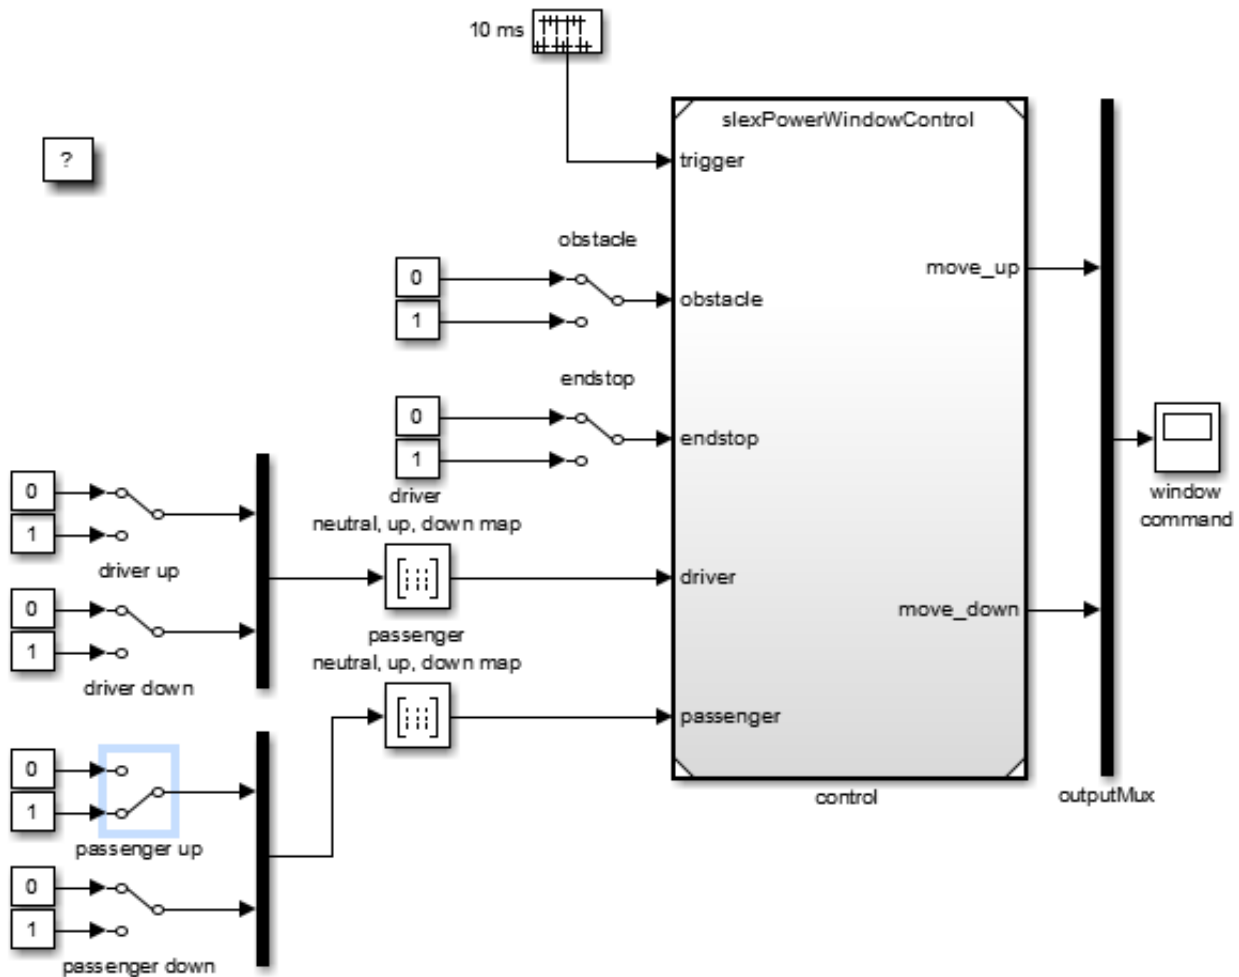 10 ms
slexPowerWindowControl
trigger
?
obstacle
0
1
obstacle
move_up
endstop
0
1
endstop
driver
neutral, up, down map
0
1
driver up
driver
0
1
driver down
move_down
passenger
neutral, up, down map
passenger
0
1
passenger up
0
1
passenger down
control
outputMux
window
command